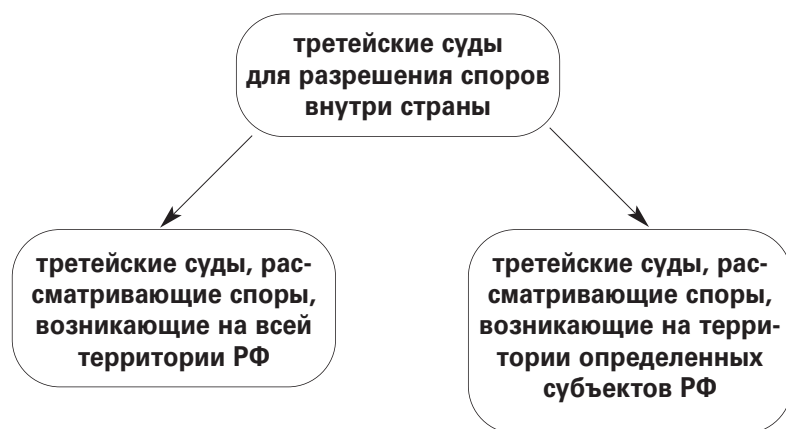 третейские суды
для разрешения споров
внутри страны
третейские суды, рас-
сматривающие споры,
возникающие на всей
территории РФ
третейские суды, рас-
сматривающие споры,
возникающие на терри-
тории определенных
субъектов РФ